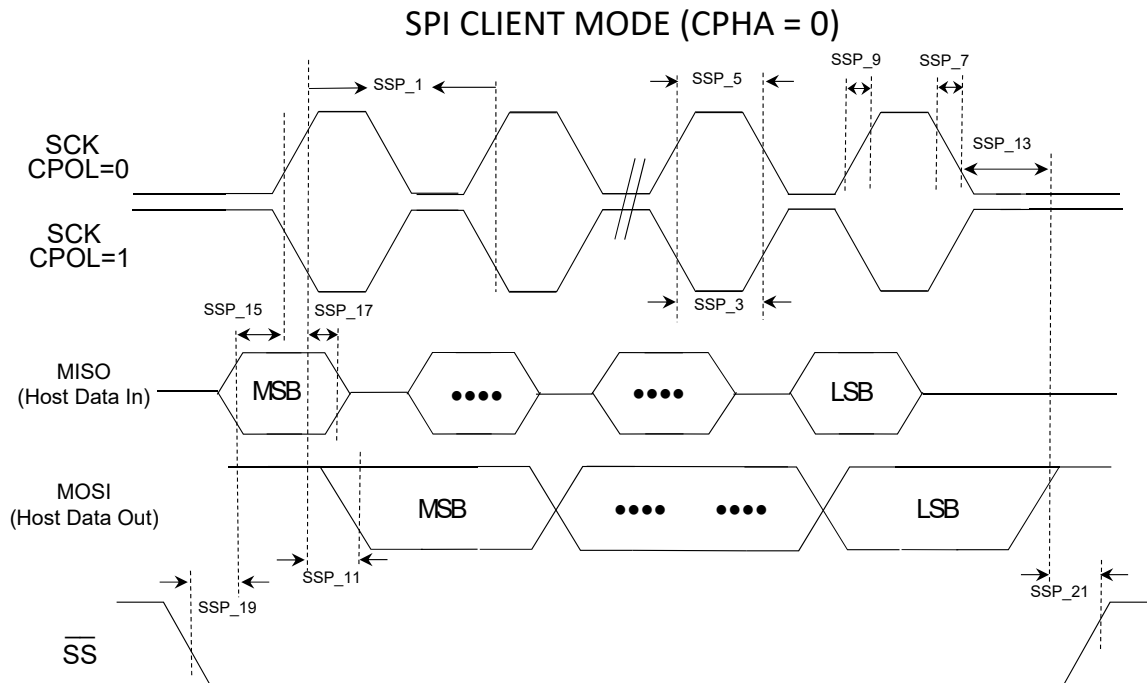 SPI CLIENT MODE (CPHA = 0)
SSP_1
SSP_5
SSP_9
SSP_7
SCK
CPOL=0
SSP_13
SCK
CPOL=1
SSP_15
SSP_17
SSP_3
MISO
(Host Data In)
MSB
••••
••••
LSB
MOSI
(Host Data Out)
MSB
•••• ••••
LSB
SSP_11
SSP_19
SSP_21
SS